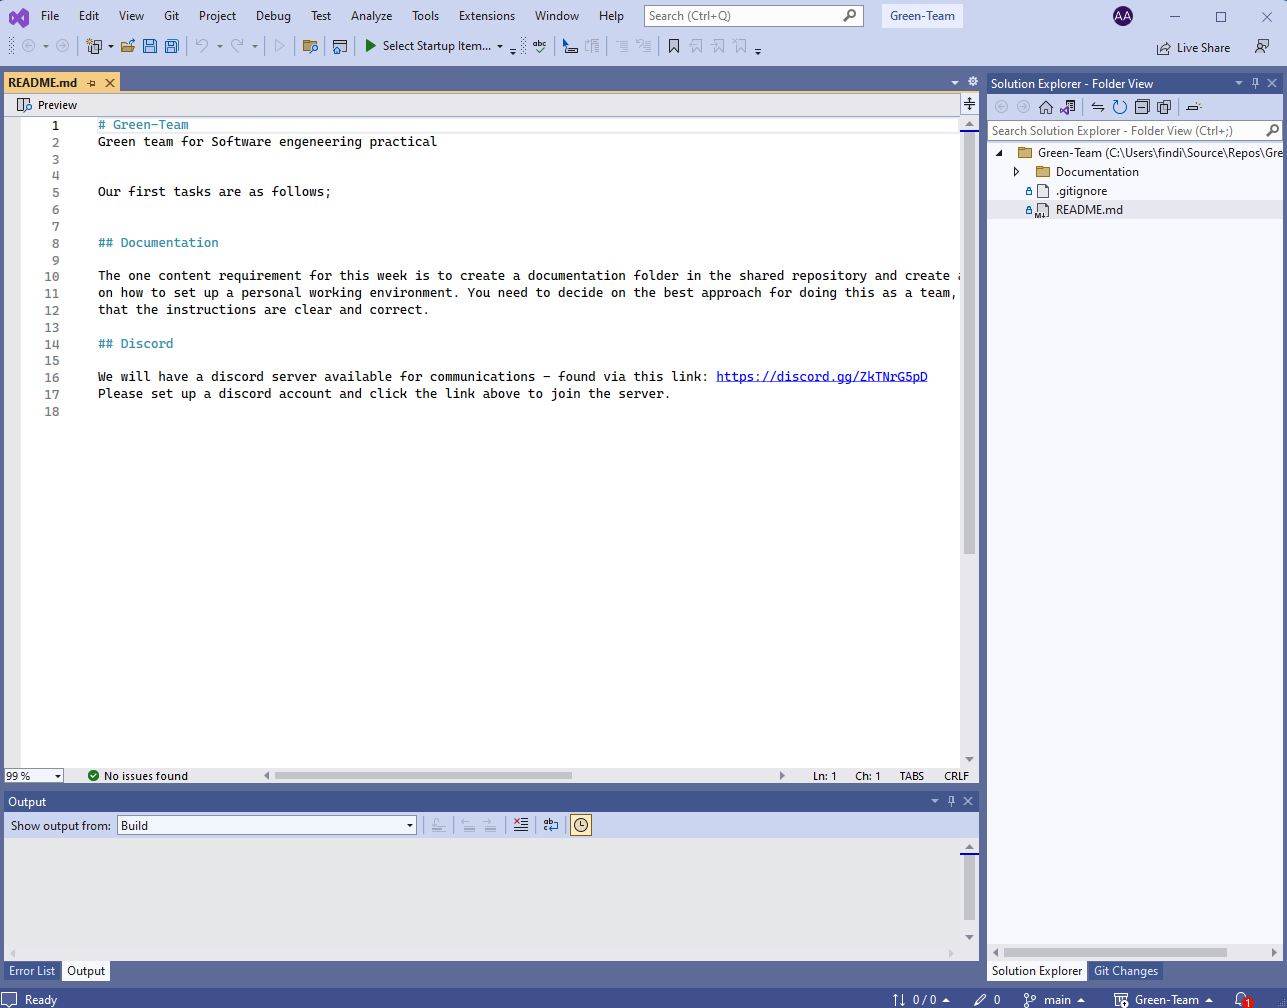 File Edit View Git Project Debug Test Analyze Tools Extensions Window Help Search (Ctrl+Q) Green-Team AA
Select Startup Item... Live Share
README.md
Preview
1 # Green-Team
2 Green team for Software engeneering practical
3
4
5 Our first tasks are as follows;
6
7
8 ## Documentation
9
10 The one content requirement for this week is to create a documentation folder in the shared repository and create
11 on how to set up a personal working environment. You need to decide on the best approach for doing this as a team,
12 that the instructions are clear and correct.
13
14 ## Discord
15
16 We will have a discord server available for communications - found via this link: https://discord.gg/ZkTNrG5pD
17 Please set up a discord account and click the link above to join the server.
18
99 % No issues found Ln: 1 Ch: 1 TABS CRLF
Output
Show output from: Build
Error List Output
Solution Explorer - Folder View
Search Solution Explorer - Folder View (Ctrl+;)
Green-Team (C:\Users\findi\Source\Repos\Gre
Documentation
.gitignore
README.md
Solution Explorer Git Changes
Ready 0 / 0 0 main Green-Team 1